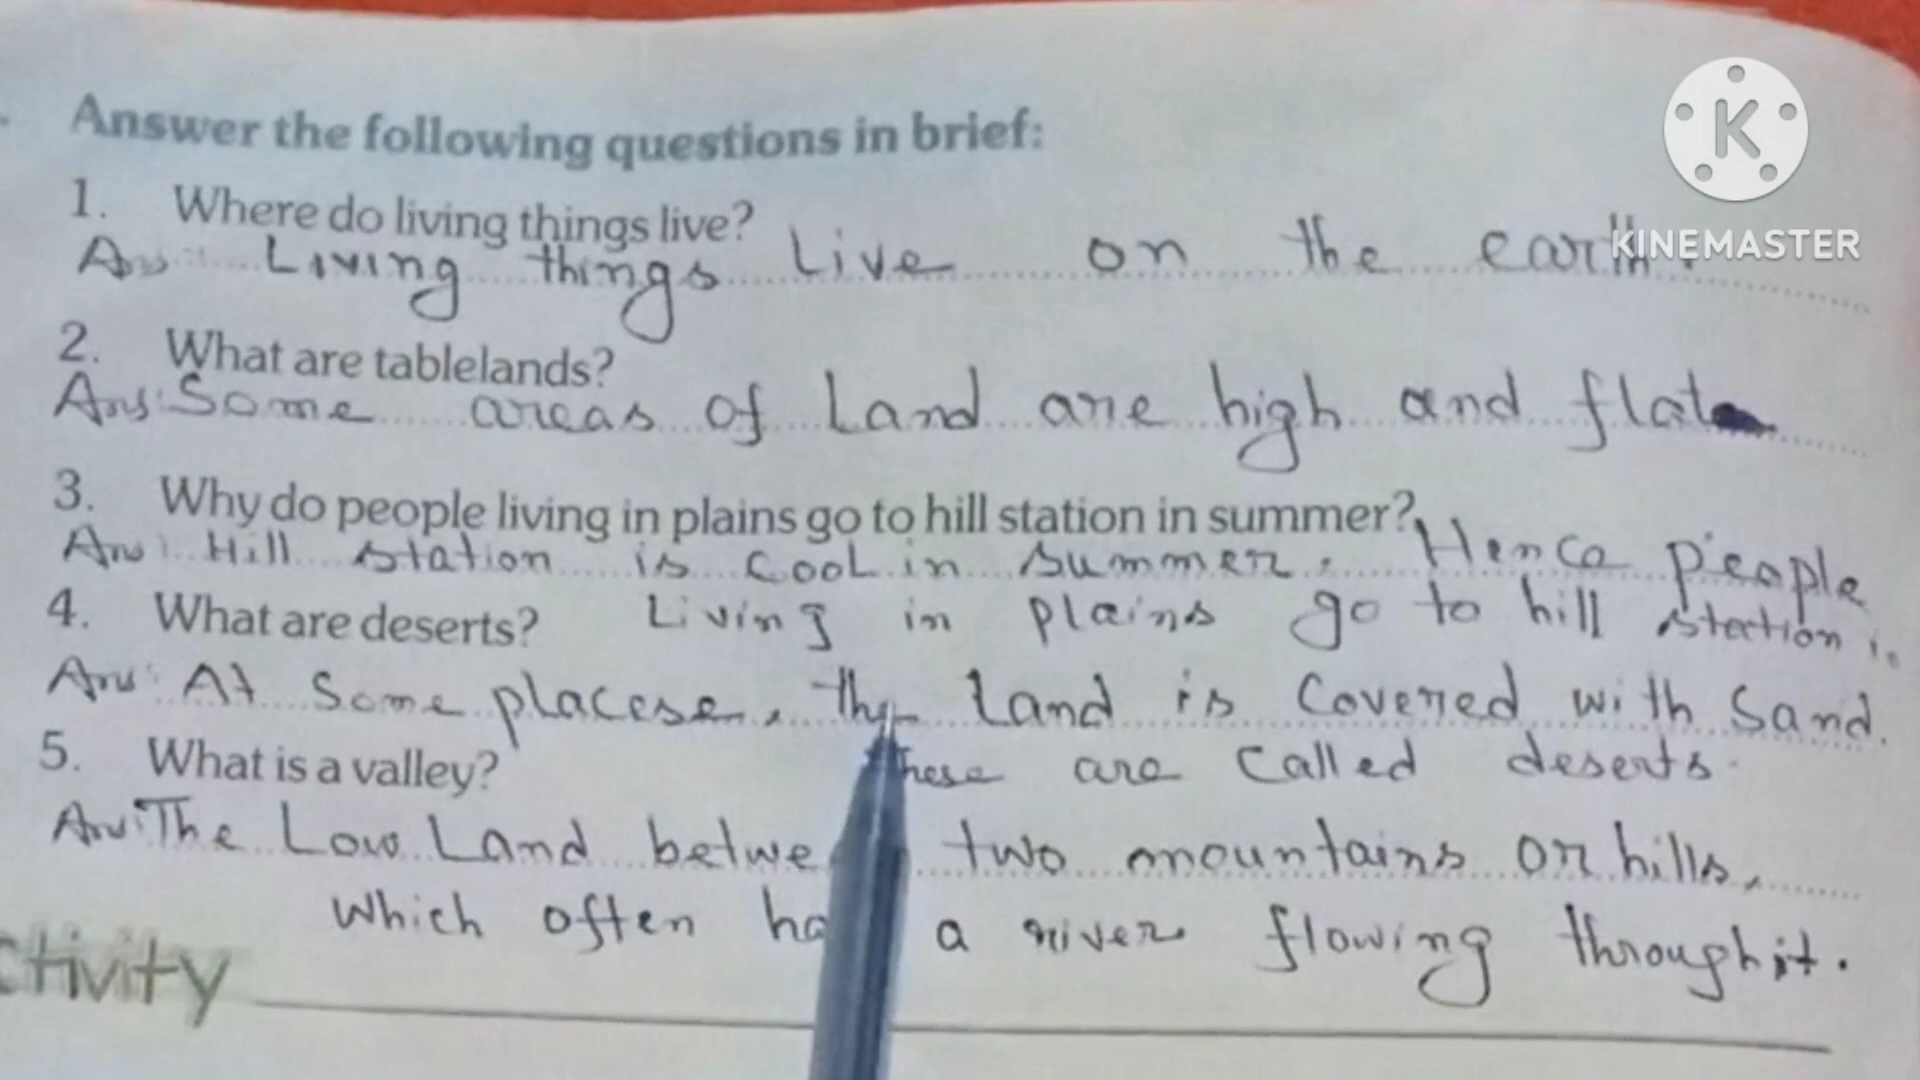 Answer the following questions in brief:
1. Where do living things live?
Ans: Living things Live on the earth.
KINEMASTER
2. What are tablelands?
Ans: Some areas of Land are high and flat
3. Why do people living in plains go to hill station in summer?
Ans: Hill station is cool in summer. Hence people
4. What are deserts? Living in plains go to hill station in
Ans: At Some placese, the Land is Covered with Sand.
5. What is a valley? These are called deserts.
Ans: The Low Land betwe two mountains or hills,
which often ha a river flowing through it.
ctivity